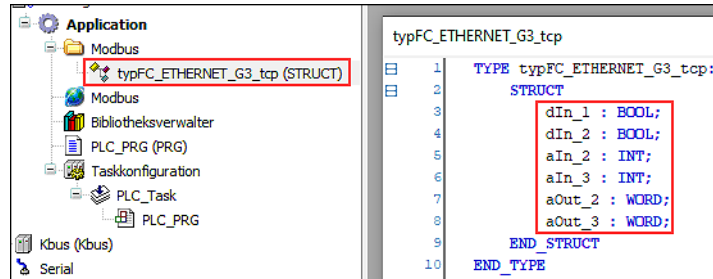 Application
Modbus
typFC_ETHERNET_G3_tcp (STRUCT)
Modbus
Bibliotheksverwalter
PLC_PRG (PRG)
Taskkonfiguration
PLC_Task
PLC_PRG
Kbus (Kbus)
Serial
typFC_ETHERNET_G3_tcp
1 TYPE typFC_ETHERNET_G3_tcp:
2 STRUCT
3 dIn_1 : BOOL;
4 dIn_2 : BOOL;
5 aIn_2 : INT;
6 aIn_3 : INT;
7 aOut_2 : WORD;
8 aOut_3 : WORD;
9 END_STRUCT
10 END_TYPE